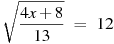 √((4x + 8)/13) = 12